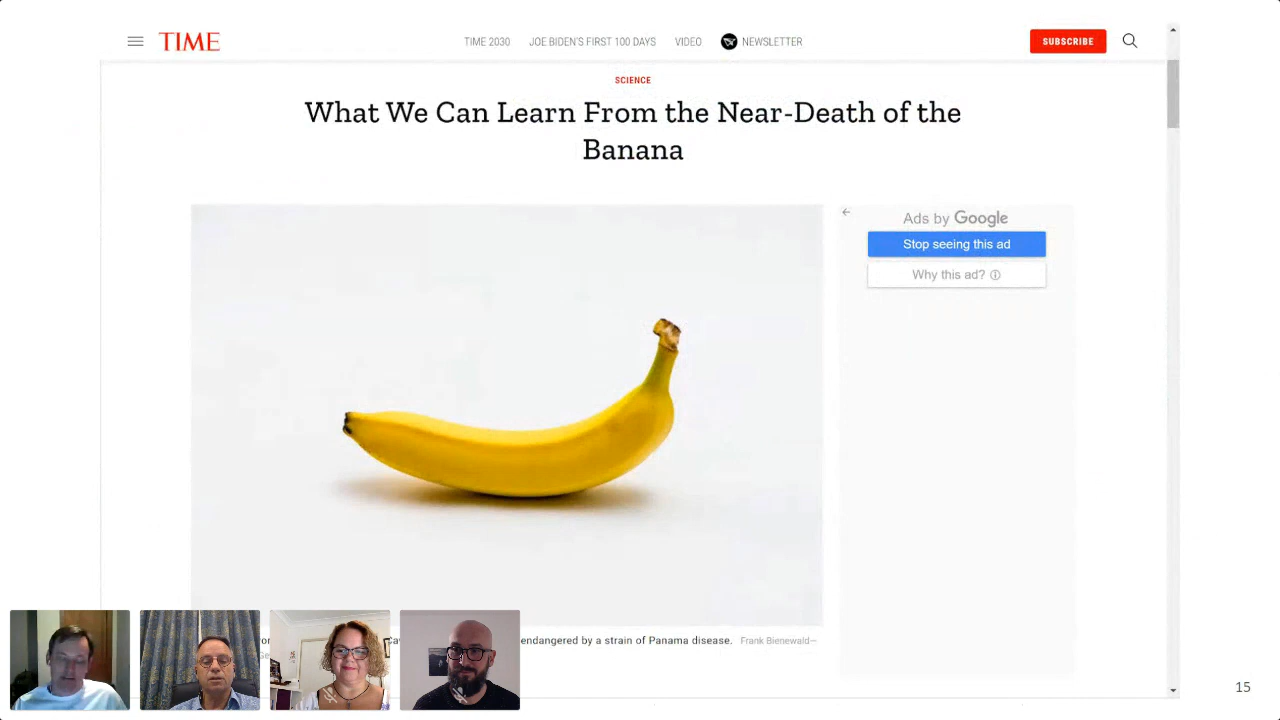 TIME
TIME 2030
JOE BIDEN'S FIRST 100 DAYS
VIDEO
NEWSLETTER
SUBSCRIBE
SCIENCE
What We Can Learn From the Near-Death of the
Banana
Ads by Google
Stop seeing this ad
Why this ad?
endangered by a strain of Panama disease. Frank Bienewald—
15